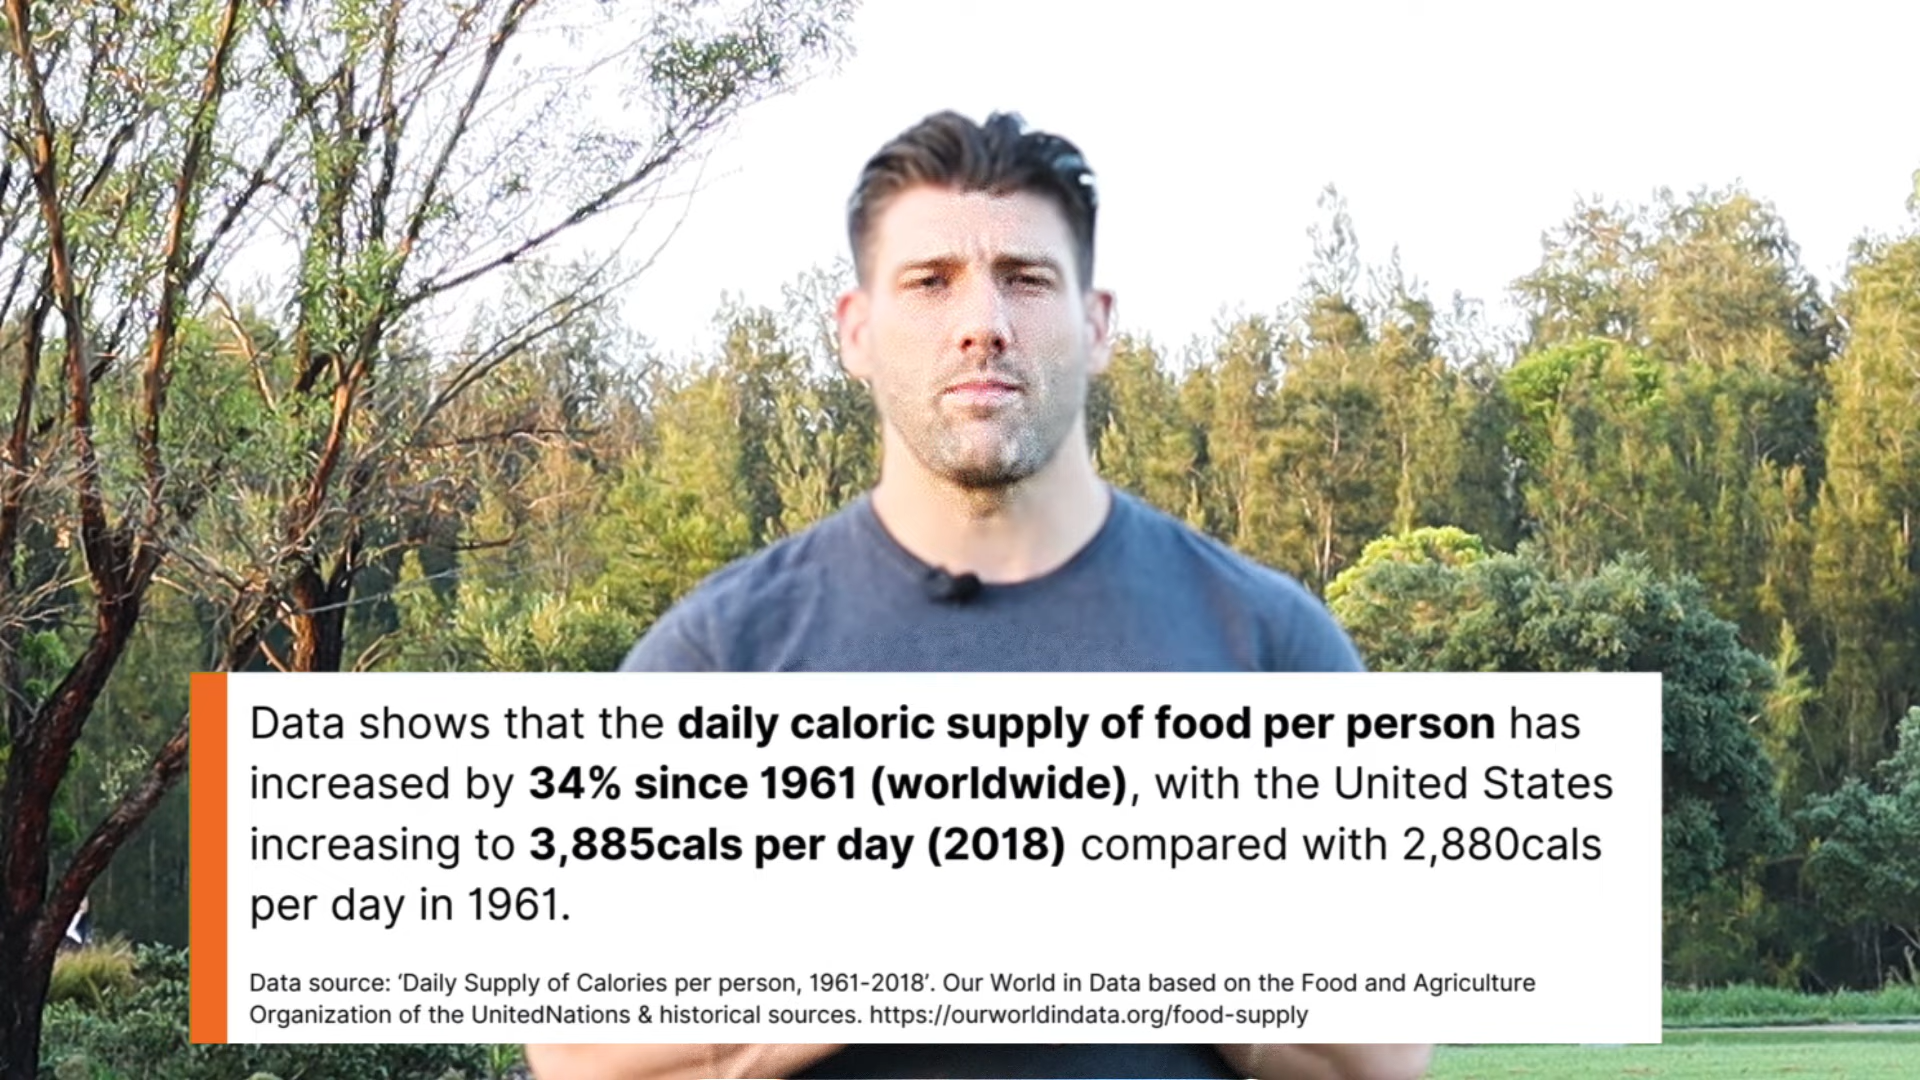 Data shows that the daily caloric supply of food per person has
increased by 34% since 1961 (worldwide), with the United States
increasing to 3,885cals per day (2018) compared with 2,880cals
per day in 1961.
Data source: ‘Daily Supply of Calories per person, 1961-2018’. Our World in Data based on the Food and Agriculture
Organization of the UnitedNations & historical sources. https://ourworldindata.org/food-supply